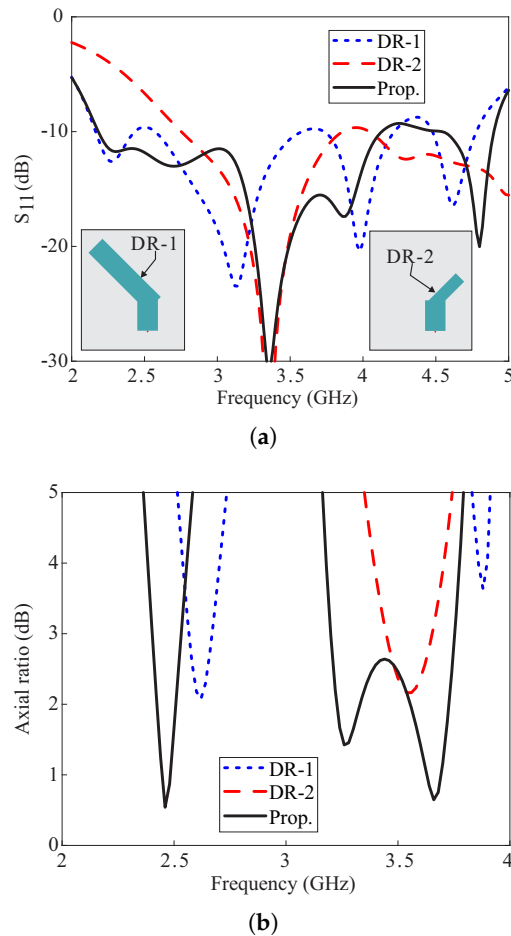 (a)
0
-10
-20
-30
S11 (dB)
DR-1
DR-2
Prop.
DR-1
DR-2
2 2.5 3 3.5 4 4.5 5
Frequency (GHz)
(a)
5
4
3
2
1
0
Axial ratio (dB)
DR-1
DR-2
Prop.
2 2.5 3 3.5 4
Frequency (GHz)
(b)